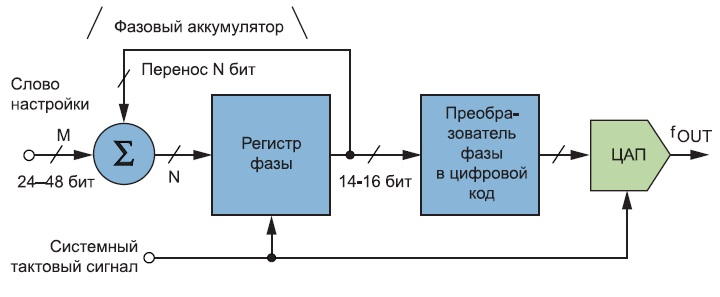 Фазовый аккумулятор
Перенос N бит
Слово
настройки
M
24–48 бит
Σ
N
Регистр
фазы
14-16 бит
Преобра-
зователь
фазы
в цифровой
код
ЦАП
fOUT
Системный
тактовый сигнал